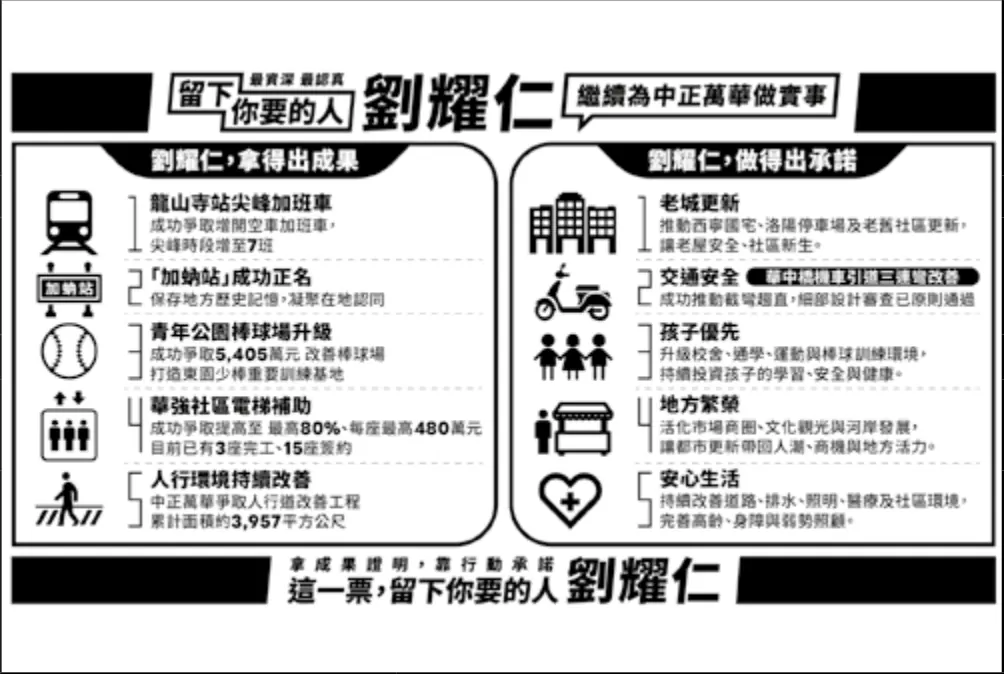 留下
最資深 最認真
你要的人
劉耀仁
繼續為中正萬華做實事
劉耀仁,拿得出成果
龍山寺站尖峰加班車
成功爭取增開空車加班車,
尖峰時段增至7班
加蚋站
「加蚋站」成功正名
保存地方歷史記憶,凝聚在地認同
青年公園棒球場升級
成功爭取5,405萬元 改善棒球場
打造東園少棒重要訓練基地
華強社區電梯補助
成功爭取提高至 最高80%、每座最高480萬元
目前已有3座完工、15座簽約
人行環境持續改善
中正萬華爭取人行道改善工程
累計面積約3,957平方公尺
劉耀仁,做得出承諾
老城更新
推動西寧國宅、洛陽停車場及老舊社區更新,
讓老屋安全、社區新生。
交通安全 華中橋機車引道三連彎改善
成功推動截彎趨直,細部設計審查已原則通過
孩子優先
升級校舍、通學、運動與棒球訓練環境,
持續投資孩子的學習、安全與健康。
地方繁榮
活化市場商圈、文化觀光與河岸發展,
讓都市更新帶回人潮、商機與地方活力。
安心生活
持續改善道路、排水、照明、醫療及社區環境,
完善高齡、身障與弱勢照顧。
拿成果證明,靠行動承諾
這一票,留下你要的人 劉耀仁